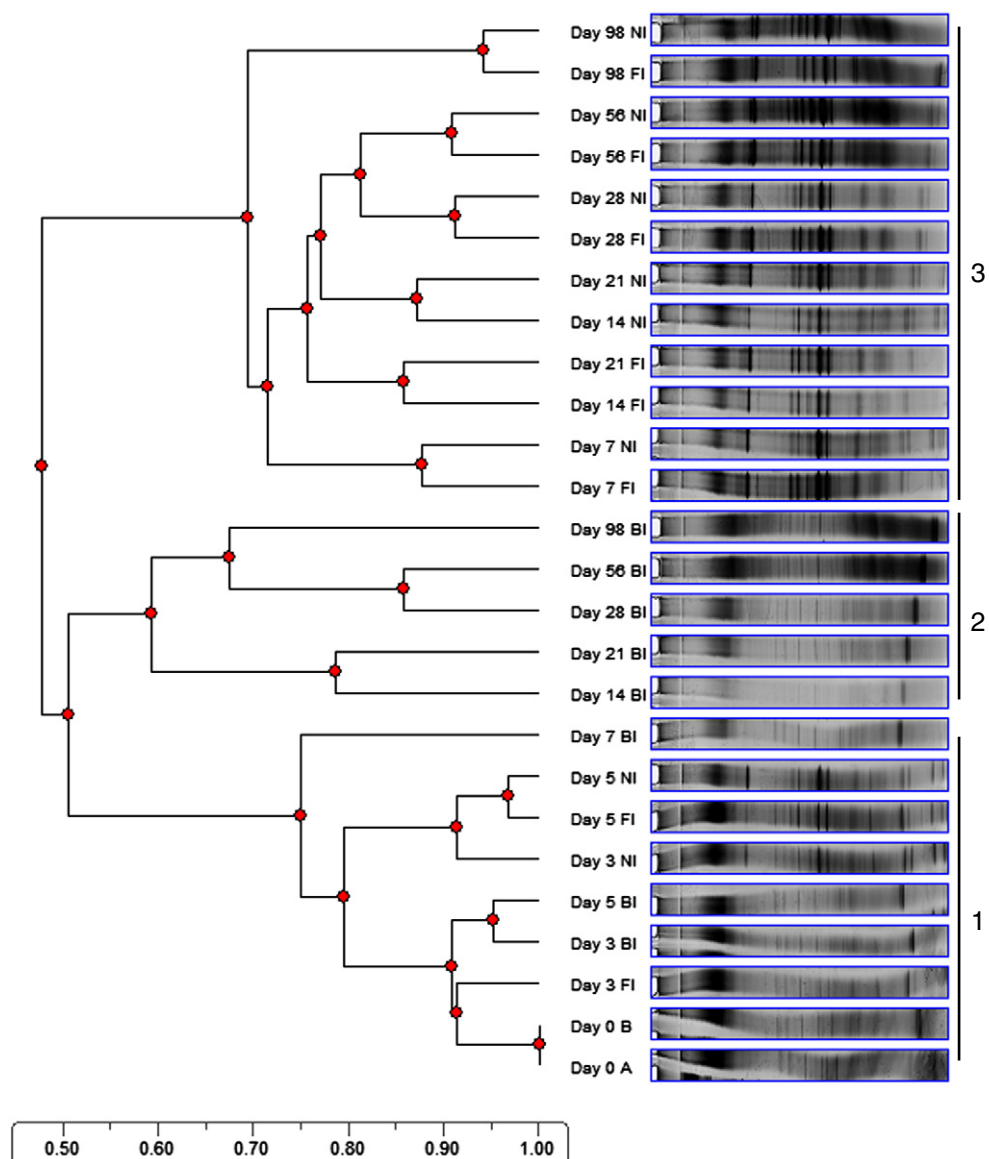 Day 98 NI
Day 98 FI
Day 56 NI
Day 56 FI
Day 28 NI
Day 28 FI
Day 21 NI
3
Day 14 NI
Day 21 FI
Day 14 FI
Day 7 NI
Day 7 FI
Day 98 BI
Day 56 BI
Day 28 BI
2
Day 21 BI
Day 14 BI
Day 7 BI
Day 5 NI
Day 5 FI
Day 3 NI
Day 5 BI
1
Day 3 BI
Day 3 FI
Day 0 B
Day 0 A
0.50 0.60 0.70 0.80 0.90 1.00